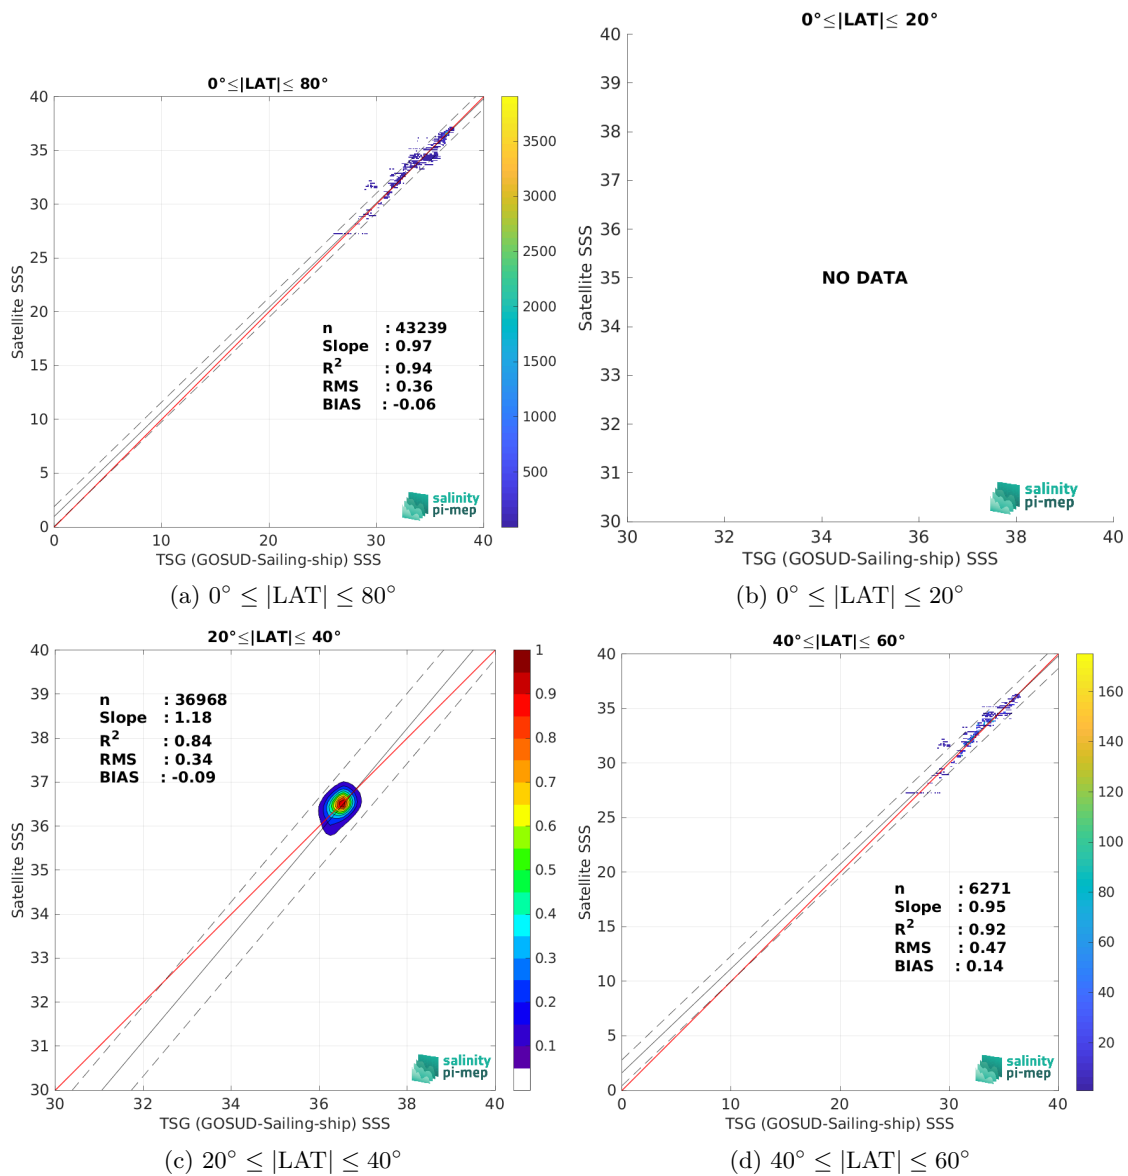 0°≤|LAT|≤ 80°
40
35
30
25
20
15
10
5
0
Satellite SSS
n : 43239
Slope : 0.97
R² : 0.94
RMS : 0.36
BIAS : -0.06
salinity
pi-mep
0 10 20 30 40
TSG (GOSUD-Sailing-ship) SSS
3500
3000
2500
2000
1500
1000
500
(a) 0° ≤ |LAT| ≤ 80°
0°≤|LAT|≤ 20°
40
39
38
37
36
35
34
33
32
31
30
Satellite SSS
NO DATA
salinity
pi-mep
30 32 34 36 38 40
TSG (GOSUD-Sailing-ship) SSS
(b) 0° ≤ |LAT| ≤ 20°
20°≤|LAT|≤ 40°
40
39
38
37
36
35
34
33
32
31
30
Satellite SSS
n : 36968
Slope : 1.18
R² : 0.84
RMS : 0.34
BIAS : -0.09
salinity
pi-mep
30 32 34 36 38 40
TSG (GOSUD-Sailing-ship) SSS
1
0.9
0.8
0.7
0.6
0.5
0.4
0.3
0.2
0.1
(c) 20° ≤ |LAT| ≤ 40°
40°≤|LAT|≤ 60°
40
35
30
25
20
15
10
5
0
Satellite SSS
n : 6271
Slope : 0.95
R² : 0.92
RMS : 0.47
BIAS : 0.14
salinity
pi-mep
0 10 20 30 40
TSG (GOSUD-Sailing-ship) SSS
160
140
120
100
80
60
40
20
(d) 40° ≤ |LAT| ≤ 60°